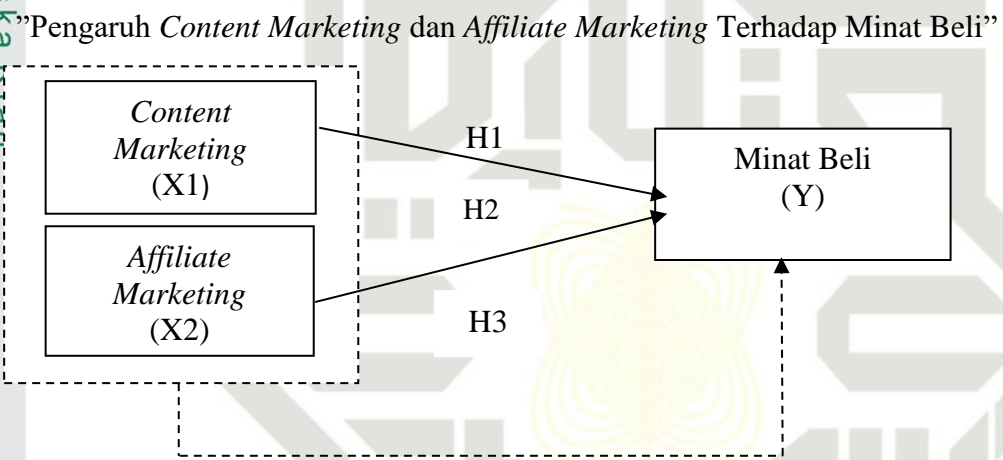 ”Pengaruh Content Marketing dan Affiliate Marketing Terhadap Minat Beli”
Content
Marketing
(X1)
H1
Minat Beli
(Y)
H2
Affiliate
Marketing
(X2)
H3